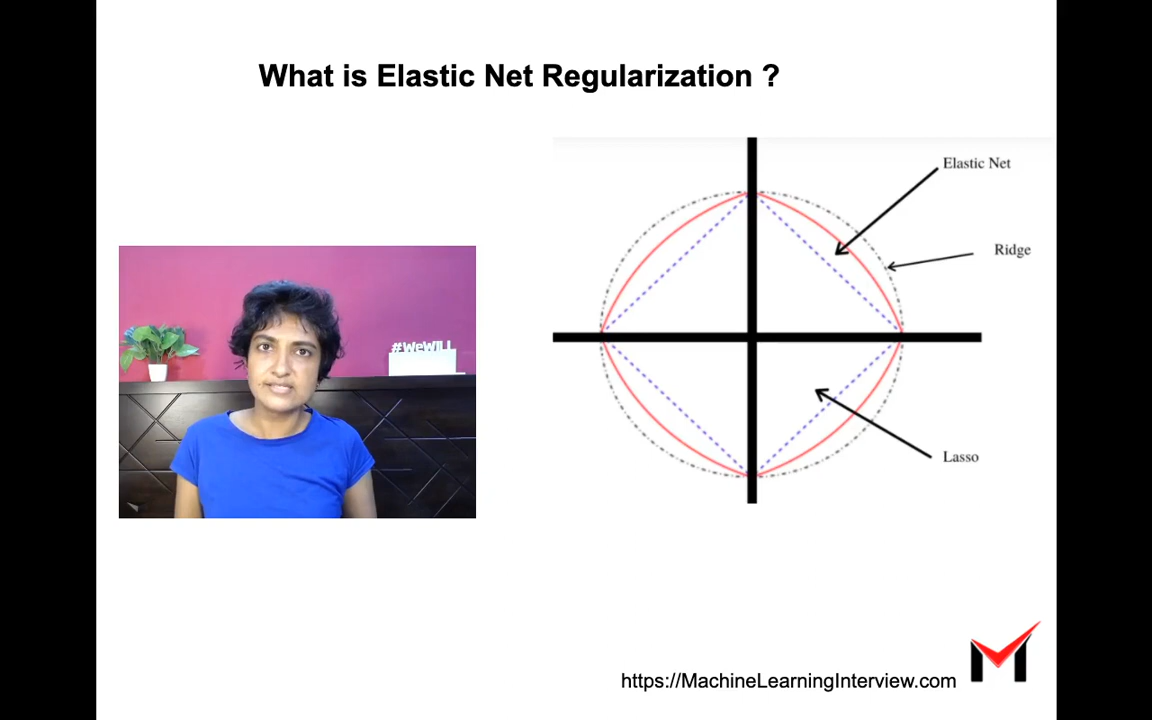 What is Elastic Net Regularization ?
Elastic Net
Ridge
#WeWILL
Lasso
https://MachineLearningInterview.com